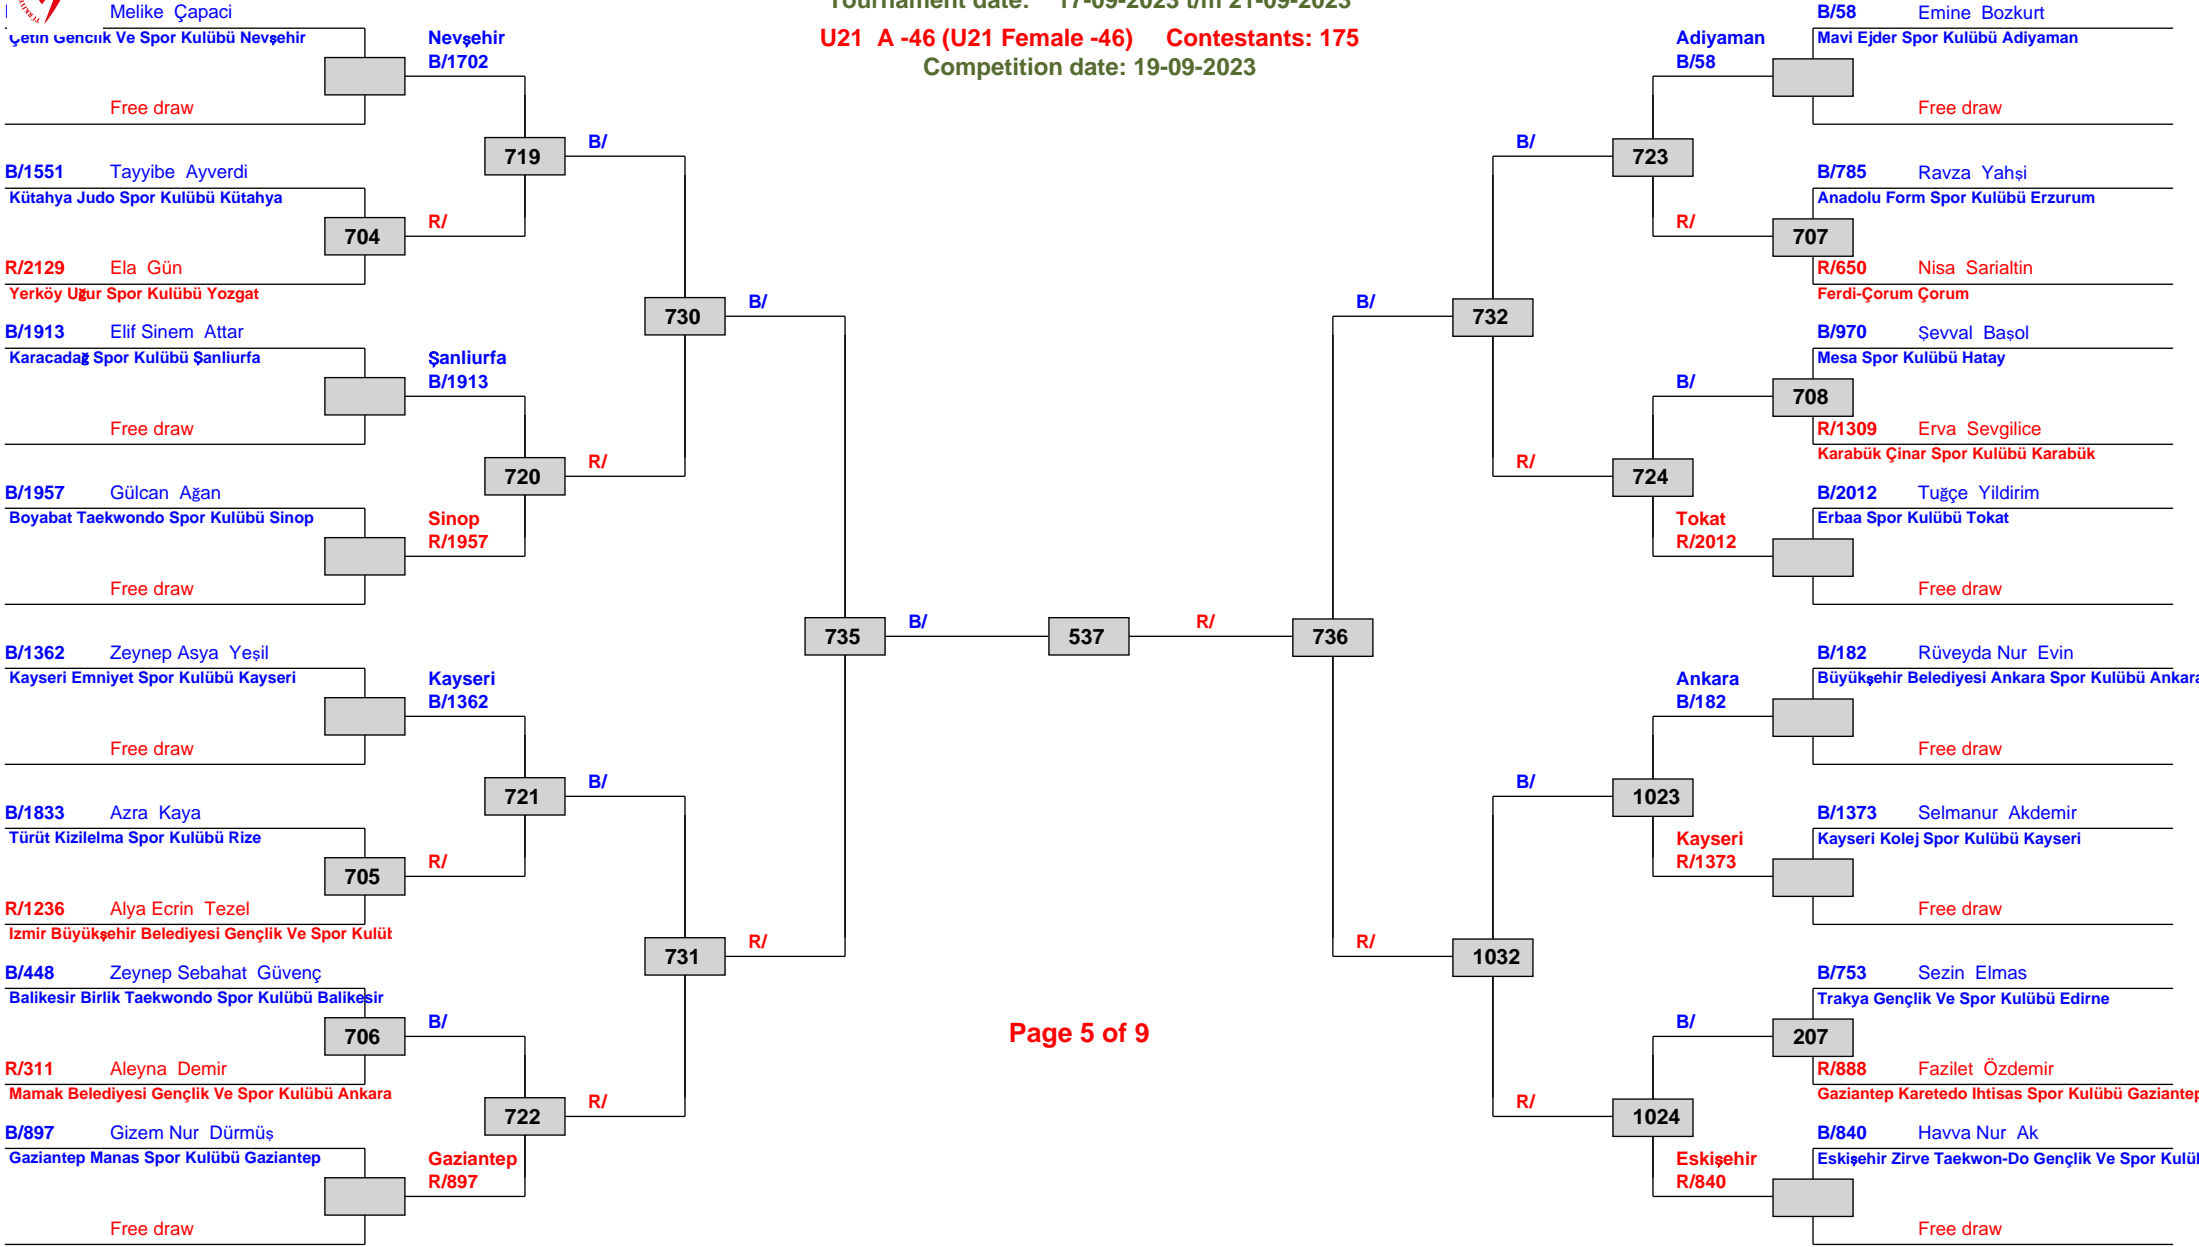 Tournament date: 17-09-2023 t/m 21-09-2023
U21 A -46 (U21 Female -46) Contestants: 175
Competition date: 19-09-2023
Melike Çapaci
Çetin Genclik Ve Spor Kulübü Nevşehir
Nevşehir
B/1702
Free draw
719
B/
B/1551 Tayyibe Ayverdi
Kütahya Judo Spor Kulübü Kütahya
704
R/
R/2129 Ela Gün
Yerköy Uğur Spor Kulübü Yozgat
730
B/
B/1913 Elif Sinem Attar
Karacadağ Spor Kulübü Şanliurfa
Şanliurfa
B/1913
Free draw
720
R/
B/1957 Gülcan Ağan
Boyabat Taekwondo Spor Kulübü Sinop
Sinop
R/1957
Free draw
735
B/
537
R/
736
B/1362 Zeynep Asya Yeşil
Kayseri Emniyet Spor Kulübü Kayseri
Kayseri
B/1362
Free draw
721
B/
B/1833 Azra Kaya
Türüt Kizilelma Spor Kulübü Rize
705
R/
R/1236 Alya Ecrin Tezel
Izmir Büyükşehir Belediyesi Gençlik Ve Spor Kulüb
731
R/
B/448 Zeynep Sebahat Güvenç
Balikesir Birlik Taekwondo Spor Kulübü Balikesir
706
B/
R/311 Aleyna Demir
Mamak Belediyesi Gençlik Ve Spor Kulübü Ankara
722
R/
B/897 Gizem Nur Dürmüş
Gaziantep Manas Spor Kulübü Gaziantep
Gaziantep
R/897
Free draw
Page 5 of 9
B/58 Emine Bozkurt
Mavi Ejder Spor Kulübü Adiyaman
Adiyaman
B/58
Free draw
B/
723
B/785 Ravza Yahşi
Anadolu Form Spor Kulübü Erzurum
R/
707
R/650 Nisa Sarialtin
Ferdi-Çorum Çorum
B/
732
B/970 Şevval Başol
Mesa Spor Kulübü Hatay
B/
708
R/1309 Erva Sevgilice
Karabük Çinar Spor Kulübü Karabük
R/
724
B/2012 Tuğçe Yildirim
Erbaa Spor Kulübü Tokat
Tokat
R/2012
Free draw
B/182 Rüveyda Nur Evin
Büyükşehir Belediyesi Ankara Spor Kulübü Ankara
Ankara
B/182
Free draw
B/
1023
B/1373 Selmanur Akdemir
Kayseri Kolej Spor Kulübü Kayseri
Kayseri
R/1373
Free draw
R/
1032
B/753 Sezin Elmas
Trakya Gençlik Ve Spor Kulübü Edirne
B/
207
R/888 Fazilet Özdemir
Gaziantep Karetedo Ihtisas Spor Kulübü Gaziantep
R/
1024
B/840 Havva Nur Ak
Eskişehir Zirve Taekwon-Do Gençlik Ve Spor Kulül
Eskişehir
R/840
Free draw